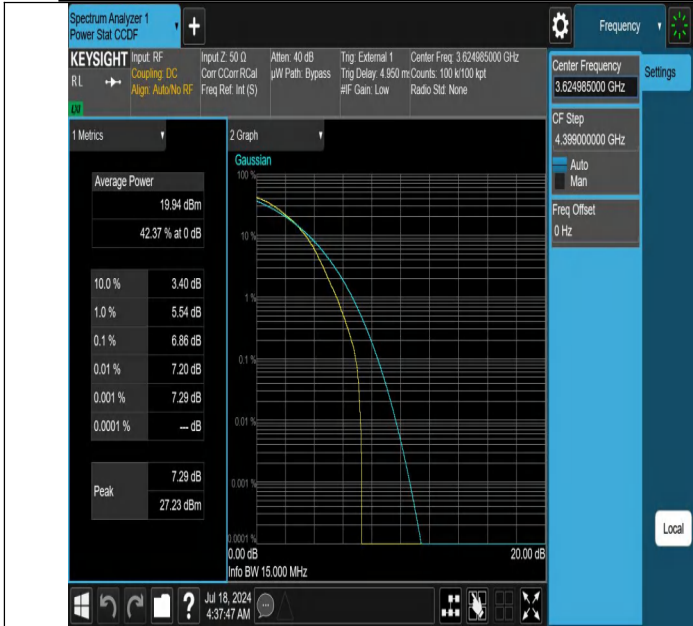 Spectrum Analyzer 1
Power Stat CCDF
+
Frequency
KEYSIGHT
RL
LXI
Input: RF
Coupling: DC
Align: Auto/No RF
Input Z: 50 Ω
Corr CCorr RCal
Freq Ref: Int (S)
Atten: 40 dB
µW Path: Bypass
Trig: External 1
Trig Delay: 4.950 ms
#IF Gain: Low
Center Freq: 3.624985000 GHz
Counts: 100 k/100 kpt
Radio Std: None
Center Frequency
3.624985000 GHz
Settings
CF Step
4.399000000 GHz
Auto
Man
Freq Offset
0 Hz
1 Metrics
Average Power
19.94 dBm
42.37 % at 0 dB
10.0 % 3.40 dB
1.0 % 5.54 dB
0.1 % 6.86 dB
0.01 % 7.20 dB
0.001 % 7.29 dB
0.0001 % --- dB
Peak
7.29 dB
27.23 dBm
2 Graph
Gaussian
100 %
10 %
1 %
0.1 %
0.01 %
0.001 %
0.0001 %
0.00 dB 20.00 dB
Info BW 15.000 MHz
Local
?
Jul 18, 2024
4:37:47 AM